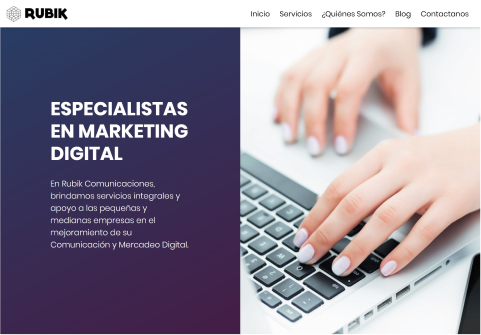 RUBIK
Inicio Servicios ¿Quiénes Somos? Blog Contactanos
ESPECIALISTAS
EN MARKETING
DIGITAL
En Rubik Comunicaciones,
brindamos servicios integrales y
apoyo a las pequeñas y
medianas empresas en el
mejoramiento de su
Comunicación y Mercadeo Digital.